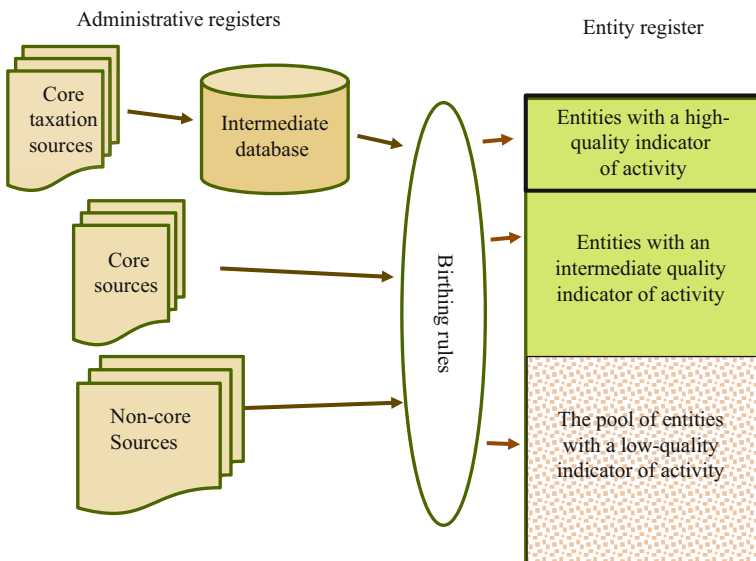 Administrative registers
Entity register
Core
taxation
sources
Intermediate
database
Core
sources
Non-core
Sources
Birthing rules
Entities with a high-
quality indicator
of activity
Entities with an
intermediate quality
indicator of activity
The pool of entities
with a low-quality
indicator of activity